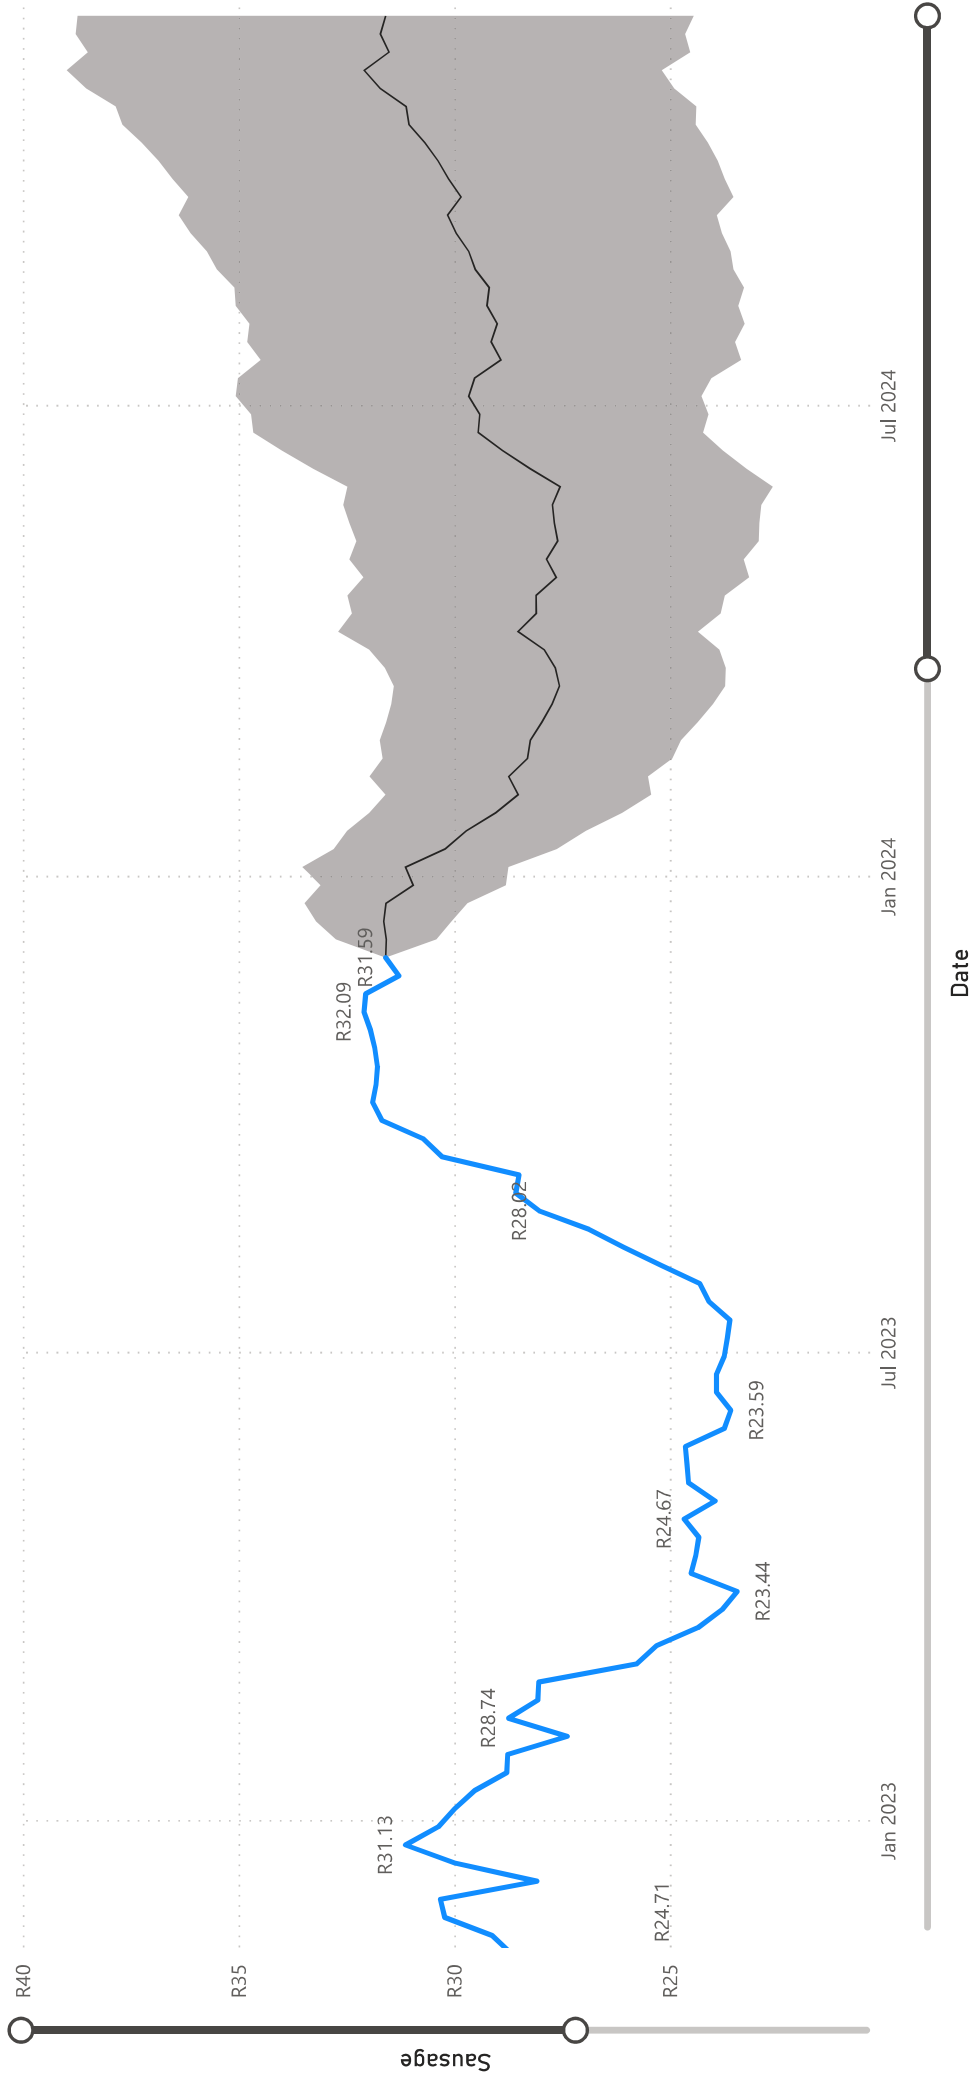 Sausage
R40
R35
R30
R25
R24.71
R31.13
R28.74
R23.44
R24.67
R23.59
R28.02
R32.09
R31.59
Jan 2023
Jul 2023
Jan 2024
Jul 2024
Date